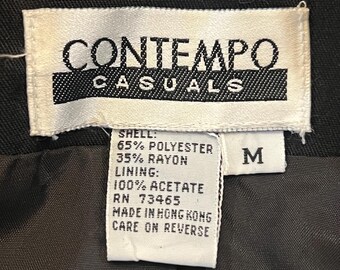 CONTEMPO
CASUALS
SHELL:
65% POLYESTER
35% RAYON
LINING:
100% ACETATE
RN 73465
MADE IN HONG KONG
CARE ON REVERSE
M